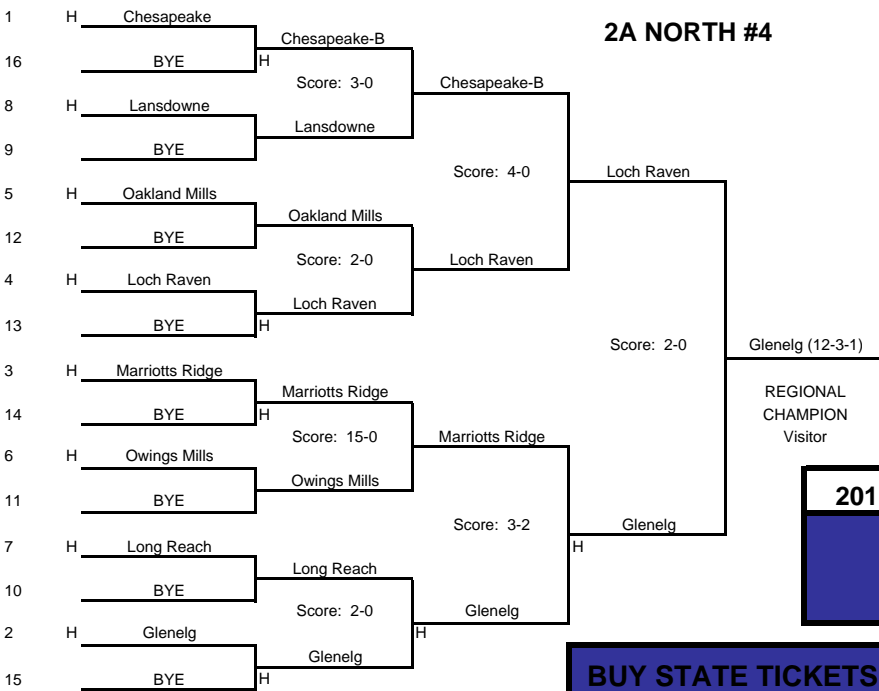 2A NORTH #4
1 H Chesapeake
Chesapeake-B
16 BYE H
Score: 3-0 Chesapeake-B
8 H Lansdowne
Lansdowne
9 BYE
Score: 4-0 Loch Raven
5 H Oakland Mills
Oakland Mills
12 BYE
Score: 2-0 Loch Raven
4 H Loch Raven
Loch Raven
13 BYE H
Score: 2-0 Glenelg (12-3-1)
3 H Marriotts Ridge
Marriotts Ridge
REGIONAL
CHAMPION
Visitor
14 BYE H
Score: 15-0 Marriotts Ridge
6 H Owings Mills
Owings Mills
11 BYE
201
Score: 3-2 Glenelg
7 H Long Reach H
Long Reach
10 BYE
Score: 2-0 Glenelg
2 H Glenelg H
Glenelg
15 BYE H
BUY STATE TICKETS